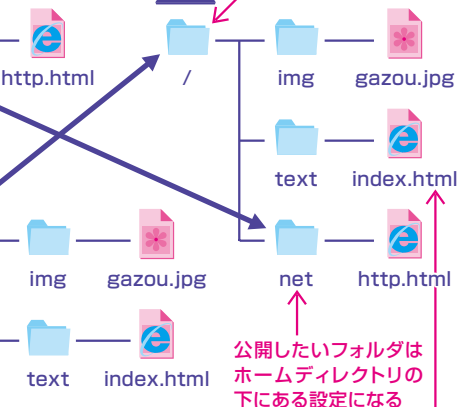 http.html
/
img
gazou.jpg
text
index.html
img
gazou.jpg
net
http.html
text
index.html
公開したいフォルダは
ホームディレクトリの
下にある設定になる